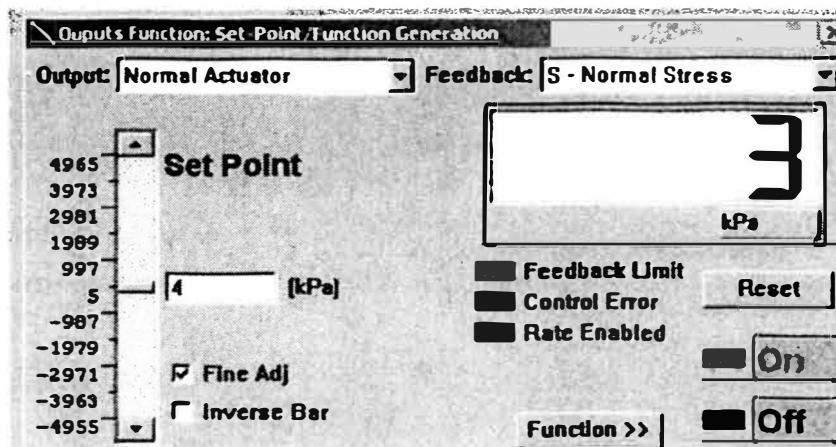 Ouputs Function: Set-Point/Function Generation
Output: Normal Actuator
Feedback: S - Normal Stress
3
kPa
Set Point
4965
3973
2981
1989
997
5
-987
-1979
-2971
-3963
-4955
4 [kPa]
Fine Adj
Inverse Bar
Feedback Limit
Control Error
Rate Enabled
Reset
On
Off
Function >>